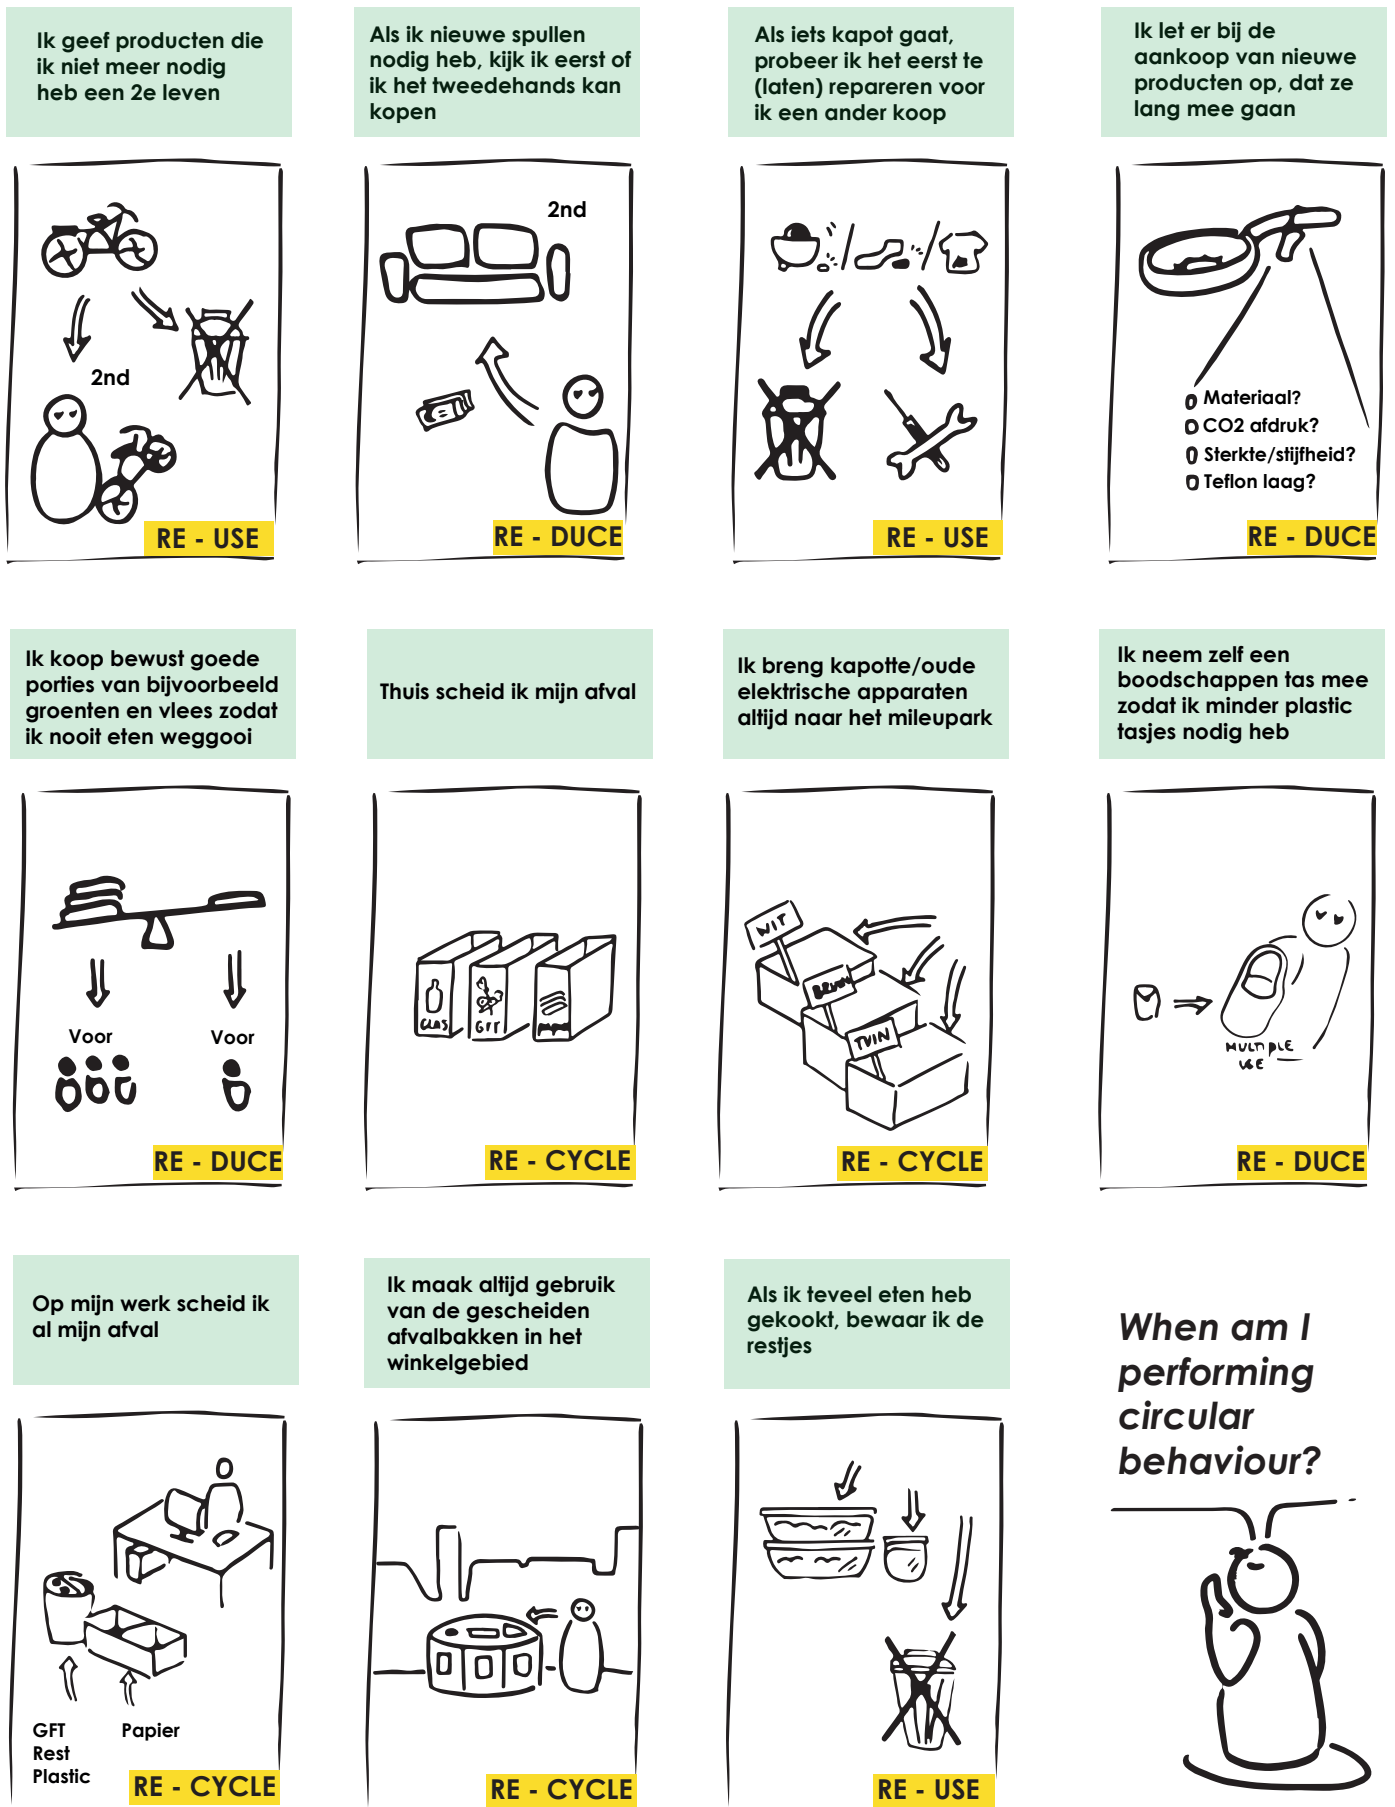 Ik geef producten die
ik niet meer nodig
heb een 2e leven
2nd
RE - USE
Als ik nieuwe spullen
nodig heb, kijk ik eerst of
ik het tweedehands kan
kopen
2nd
RE - DUCE
Als iets kapot gaat,
probeer ik het eerst te
(laten) repareren voor
ik een ander koop
RE - USE
Ik let er bij de
aankoop van nieuwe
producten op, dat ze
lang mee gaan
Materiaal?
CO2 afdruk?
Sterkte/stijfheid?
Teflon laag?
RE - DUCE
Ik koop bewust goede
porties van bijvoorbeeld
groenten en vlees zodat
ik nooit eten weggooi
Voor
Voor
RE - DUCE
Thuis scheid ik mijn afval
GLAS
GFT
papier
RE - CYCLE
Ik breng kapotte/oude
elektrische apparaten
altijd naar het mileupark
WIT
BRUIN
TUIN
RE - CYCLE
Ik neem zelf een
boodschappen tas mee
zodat ik minder plastic
tasjes nodig heb
MULTIPLE
USE
RE - DUCE
Op mijn werk scheid ik
al mijn afval
GFT
Rest
Plastic
Papier
RE - CYCLE
Ik maak altijd gebruik
van de gescheiden
afvalbakken in het
winkelgebied
RE - CYCLE
Als ik teveel eten heb
gekookt, bewaar ik de
restjes
RE - USE
When am I
performing
circular
behaviour?